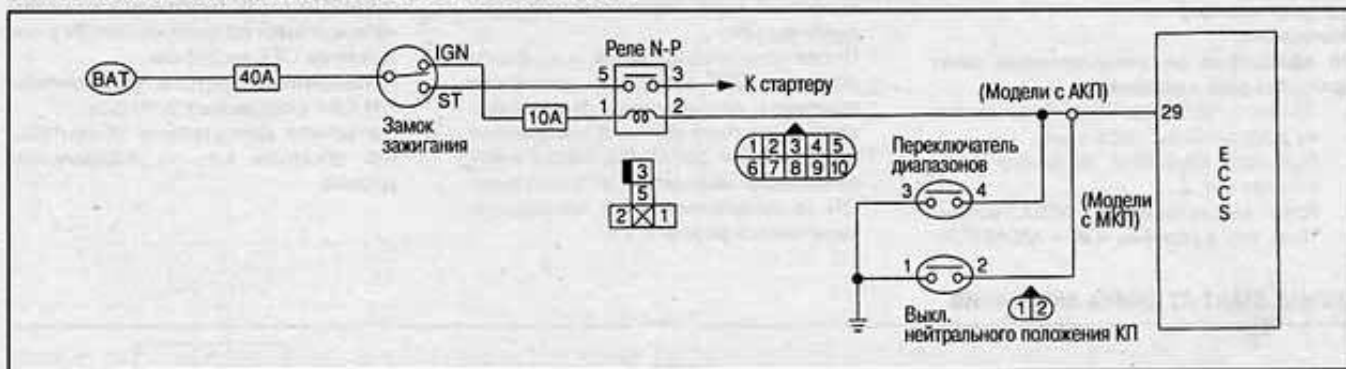 BAT
40A
IGN
ST
Замок
зажигания
10A
Реле N-P
5 3
1 2
К стартеру
3
5
2 1
1 2 3 4 5
6 7 8 9 10
(Модели с АКП)
Переключатель
диапазонов
3 4
(Модели
с МКП)
1 2
1 2
Выкл.
нейтрального положения КП
29
E
C
C
S